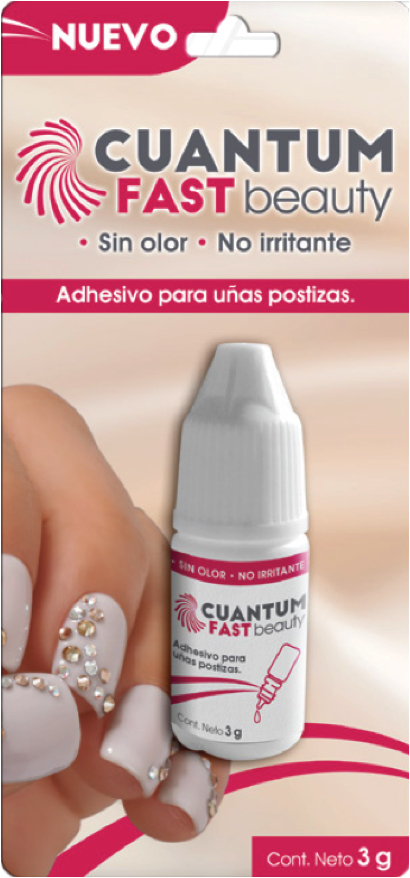 NUEVO
CUANTUM
FAST beauty
• Sin olor • No irritante
Adhesivo para uñas postizas.
• SIN OLOR • NO IRRITANTE
CUANTUM
FAST beauty
Adhesivo para
uñas postizas.
Cont. Neto 3 g
Cont. Neto 3 g